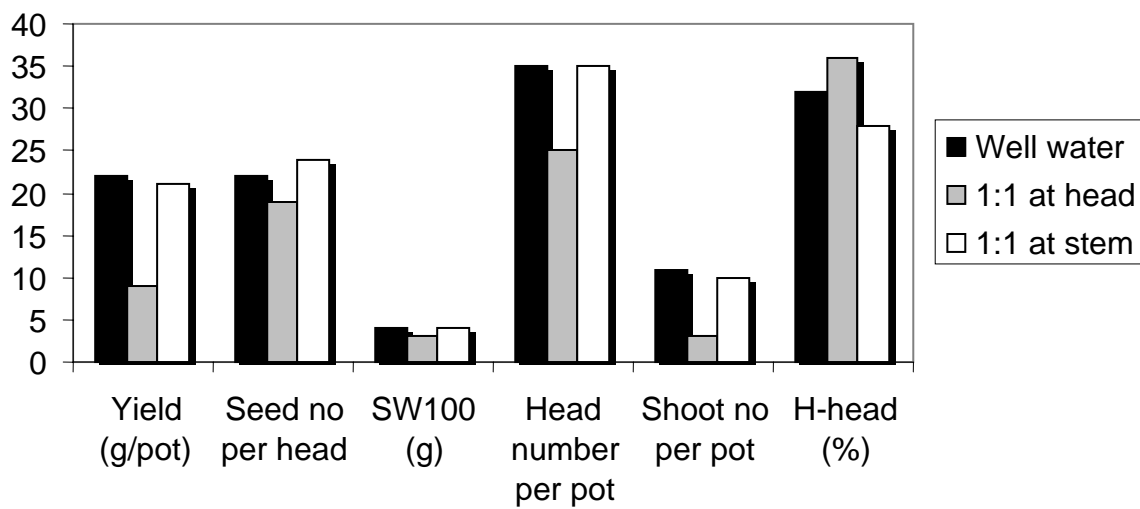 40
35
30
25
20
15
10
5
0
Yield
(g/pot)
Seed no
per head
SW100
(g)
Head
number
per pot
Shoot no
per pot
H-head
(%)
Well water
1:1 at head
1:1 at stem